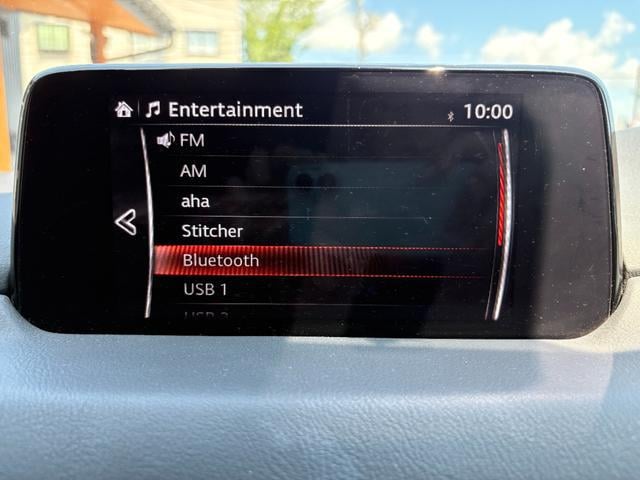 Entertainment 10:00
FM
AM
aha
Stitcher
Bluetooth
USB 1